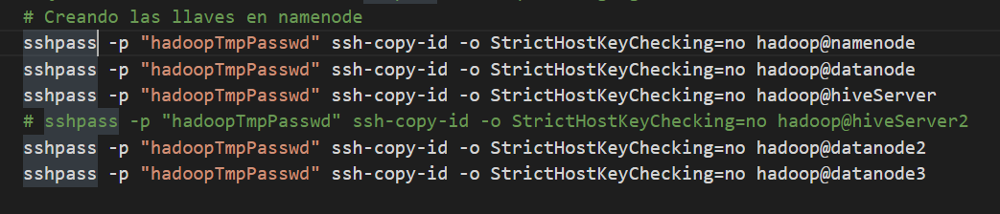 # Creando las llaves en namenode
sshpass -p "hadoopTmpPasswd" ssh-copy-id -o StrictHostKeyChecking=no hadoop@namenode
sshpass -p "hadoopTmpPasswd" ssh-copy-id -o StrictHostKeyChecking=no hadoop@datanode
sshpass -p "hadoopTmpPasswd" ssh-copy-id -o StrictHostKeyChecking=no hadoop@hiveServer
# sshpass -p "hadoopTmpPasswd" ssh-copy-id -o StrictHostKeyChecking=no hadoop@hiveServer2
sshpass -p "hadoopTmpPasswd" ssh-copy-id -o StrictHostKeyChecking=no hadoop@datanode2
sshpass -p "hadoopTmpPasswd" ssh-copy-id -o StrictHostKeyChecking=no hadoop@datanode3